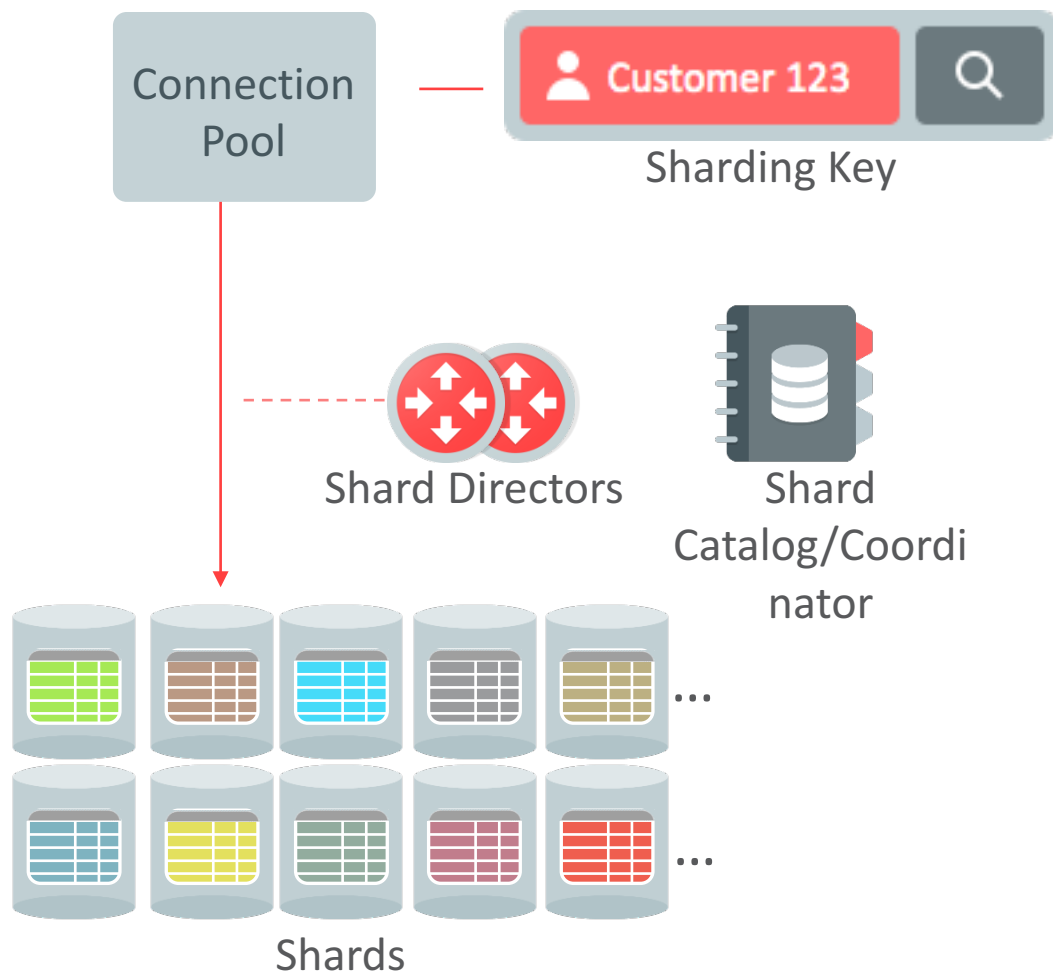 Connection
Pool
Customer 123
Sharding Key
Shard Directors
Shard
Catalog/Coordi
nator
...
...
Shards